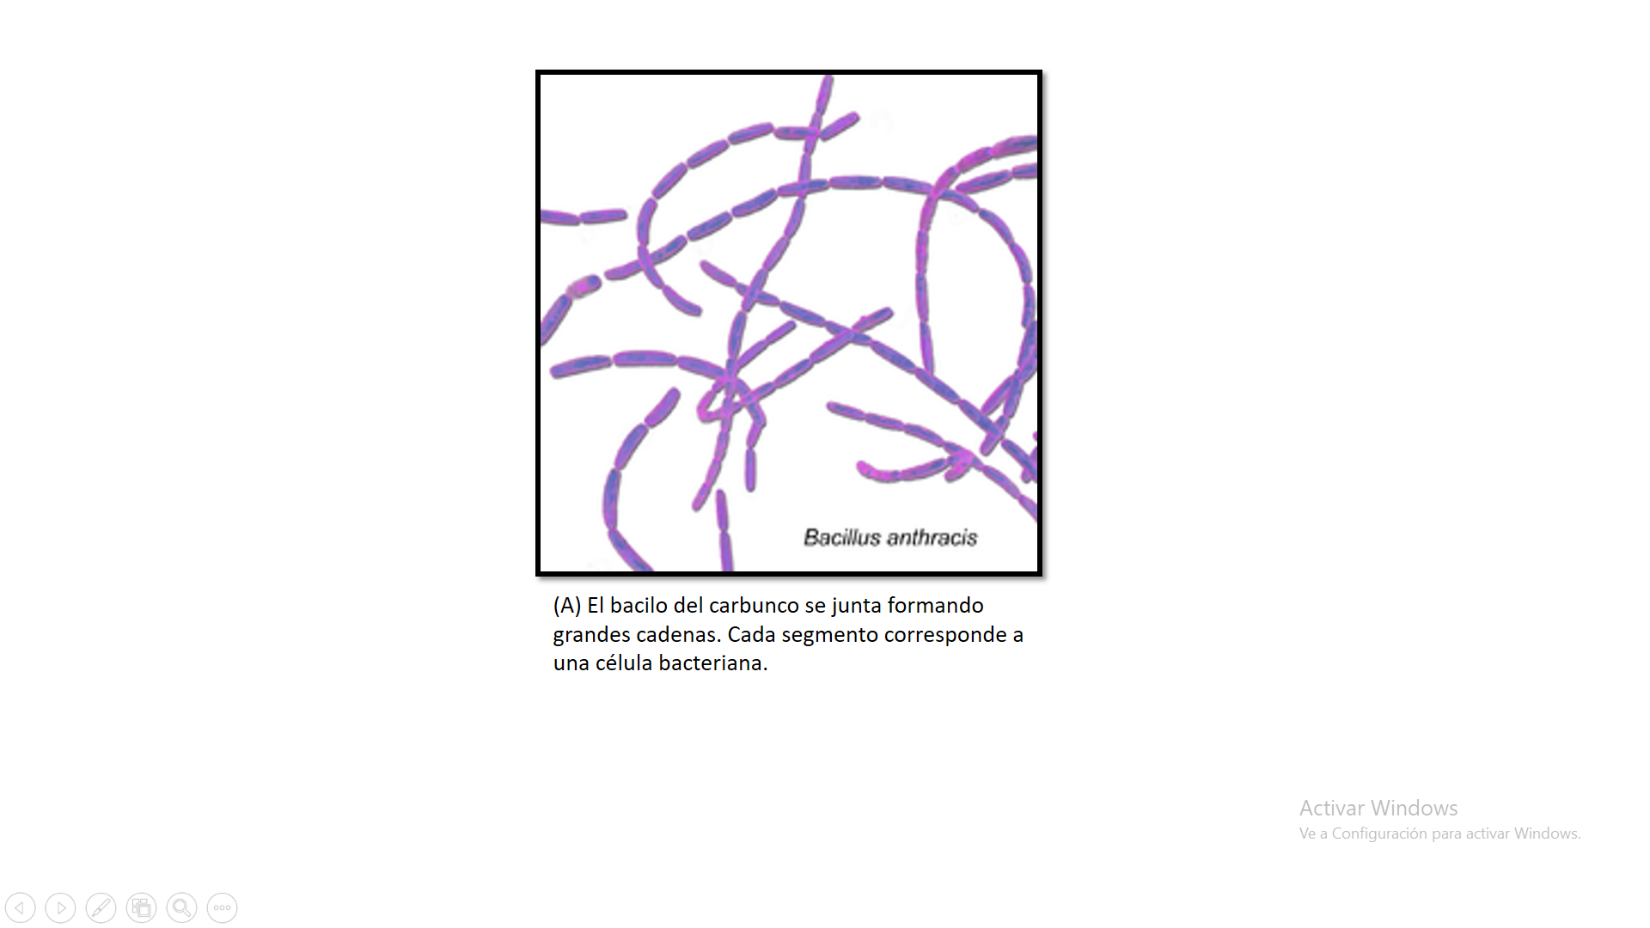 Bacillus anthracis
(A) El bacilo del carbunco se junta formando
grandes cadenas. Cada segmento corresponde a
una célula bacteriana.
Activar Windows
Ve a Configuración para activar Windows.